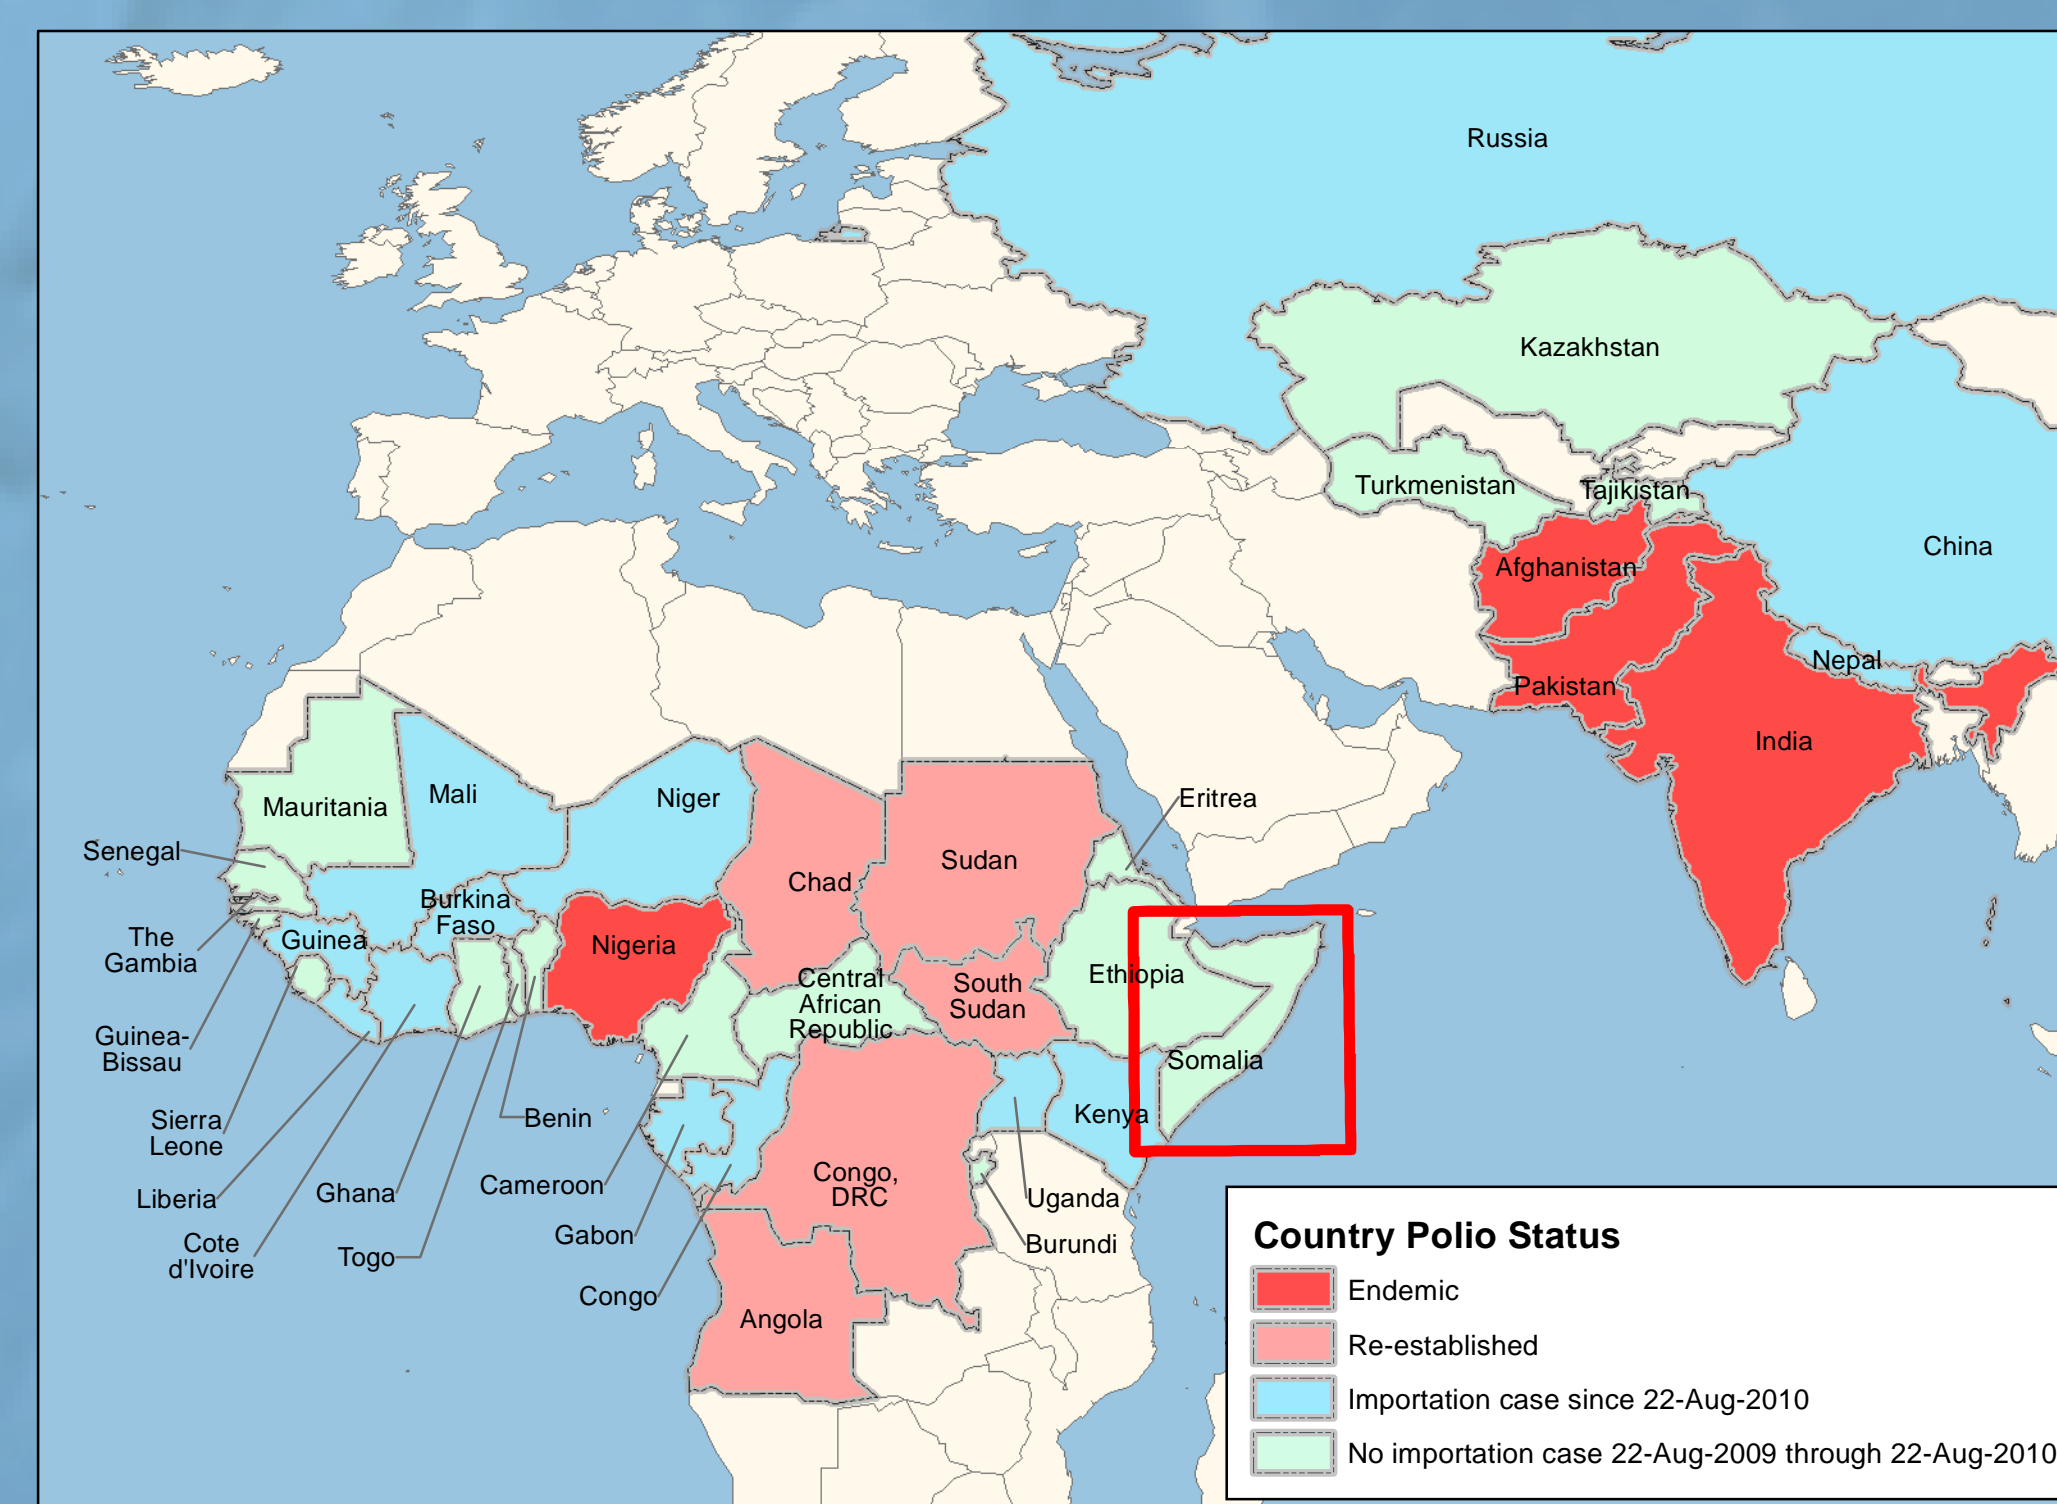 Russia
Kazakhstan
Turkmenistan
Tajikistan
China
Afghanistan
Nepal
Pakistan
India
Mali
Niger
Eritrea
Mauritania
Senegal
Sudan
Chad
Burkina
Faso
The
Gambia
Guinea
Nigeria
Ethiopia
Central
African
Republic
South
Sudan
Guinea-
Bissau
Somalia
Sierra
Leone
Benin
Kenya
Liberia
Ghana
Cameroon
Congo,
DRC
Uganda
Cote
d'Ivoire
Togo
Gabon
Burundi
Congo
Angola
Country Polio Status
Endemic
Re-established
Importation case since 22-Aug-2010
No importation case 22-Aug-2009 through 22-Aug-2010